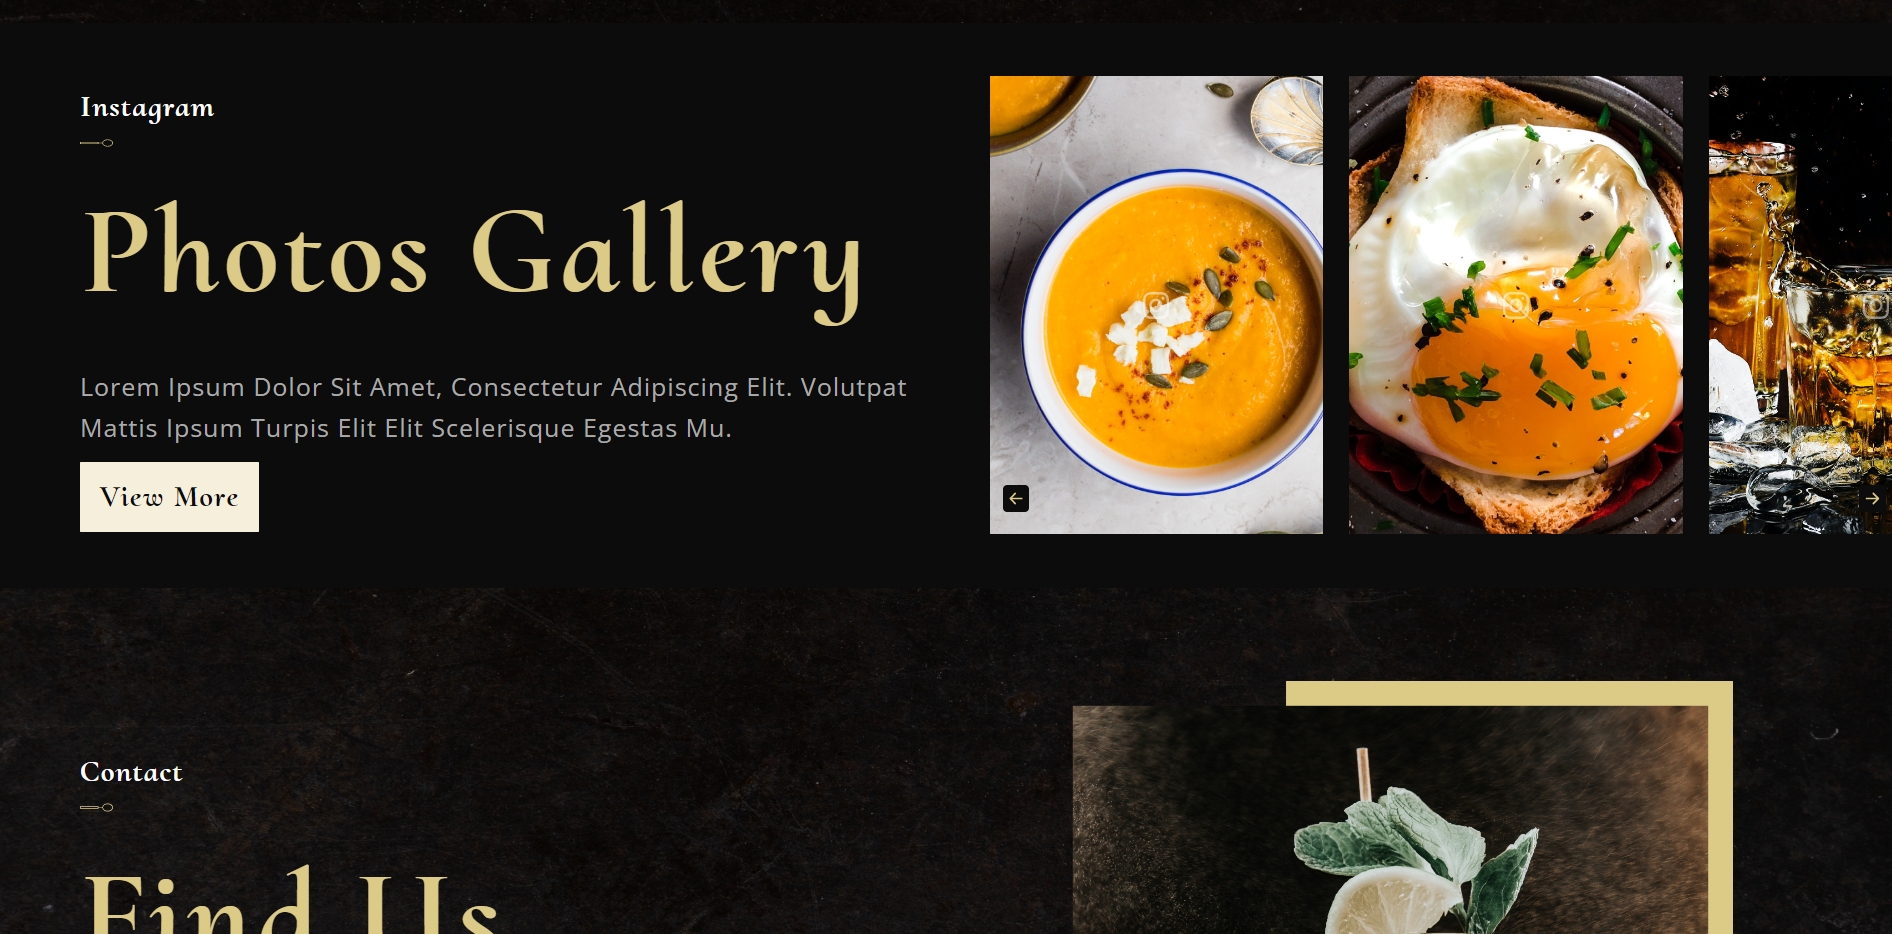 Instagram
Photos Gallery
Lorem Ipsum Dolor Sit Amet, Consectetur Adipiscing Elit. Volutpat
Mattis Ipsum Turpis Elit Elit Scelerisque Egestas Mu.
View More
Contact
Find Us